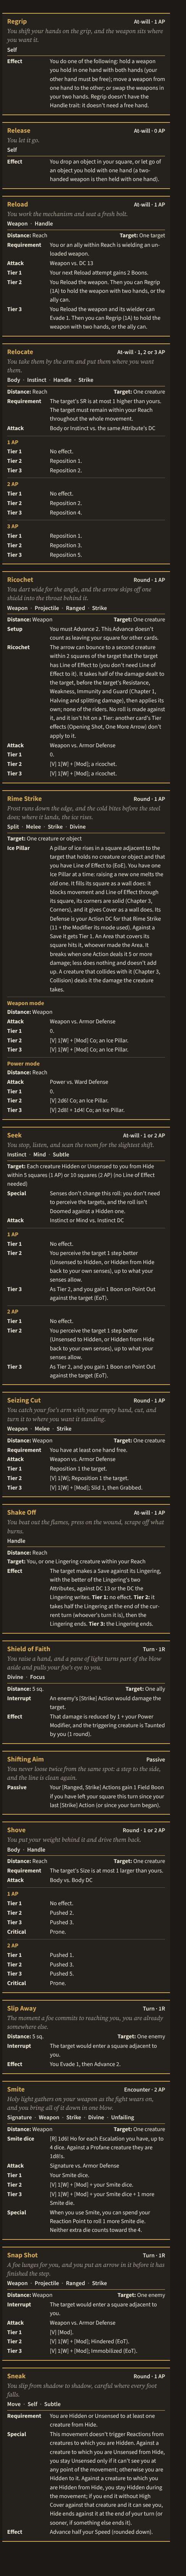 Regrip At-will · 1 AP
You shift your hands on the grip, and the weapon sits where
you want it.
Self
Effect You do one of the following: hold a weapon
you hold in one hand with both hands (your
other hand must be free); move a weapon from
one hand to the other; or swap the weapons in
your two hands. Regrip doesn't have the
Handle trait: it doesn't need a free hand.
Release At-will · 0 AP
You let it go.
Self
Effect You drop an object in your space, or let go of
an object you hold with one hand (a two-
handed weapon is then held with one hand).
Reload At-will · 1 AP
You work the mechanism and seat a fresh bolt.
Weapon · Handle
Distance: Reach Target: One target
Requirement You or an ally within Reach is wielding an un-
loaded weapon.
Attack Weapon vs. DC 13
Tier 1 Your next Reload attempt gains 2 Boons.
Tier 2 You Reload the weapon. Then you can Regrip
(1A) to hold the weapon with two hands, or the
ally can.
Tier 3 You Reload the weapon and its wielder can
Evade 1. Then you can Regrip (1A) to hold the
weapon with two hands, or the ally can.
Relocate At-will · 1, 2 or 3 AP
You take them by the arm and put them where you want
them.
Body · Instinct · Handle · Strike
Distance: Reach Target: One creature
Requirement The target's SR is at most 1 higher than yours.
The target must remain within your Reach
throughout the whole movement.
Attack Body or Instinct vs. the same Attribute's DC
1 AP
Tier 1 No effect.
Tier 2 Reposition 1.
Tier 3 Reposition 2.
2 AP
Tier 1 No effect.
Tier 2 Reposition 2.
Tier 3 Reposition 4.
3 AP
Tier 1 Reposition 1.
Tier 2 Reposition 3.
Tier 3 Reposition 5.
Ricochet Round · 1 AP
You dart wide for the angle, and the arrow skips off one
shield into the throat behind it.
Weapon · Projectile · Ranged · Strike
Distance: Weapon Target: One creature
Setup You must Advance 2. This Advance doesn't
count as leaving your square for other cards.
Ricochet The arrow can bounce to a second creature
within 2 squares of the target that the target
has Line of Effect to (you don't need Line of
Effect to it). It takes half of the damage dealt to
the target, before the target's Resistance,
Weakness, Immunity and Guard (Chapter 1,
Halving and splitting damage), then applies its
own; none of the riders. No roll is made against
it, and it isn't hit on a Tier: another card's Tier
effects (Opening Shot, One More Arrow) don't
apply to it.
Attack Weapon vs. Armor Defense
Tier 1 0.
Tier 2 [V] 1[W] + [Mod]; a ricochet.
Tier 3 [V] 1[W] + [Mod]; a ricochet.
Rime Strike Round · 1 AP
Frost runs down the edge, and the cold bites before the steel
does; where it lands, the ice rises.
Split · Melee · Strike · Divine
Target: One creature or object
Ice Pillar A pillar of ice rises in a square adjacent to the
target that holds no creature or object and that
you have Line of Effect to (EoE). You have one
Ice Pillar at a time: raising a new one melts the
old one. It fills its square as a wall does: it
blocks movement and Line of Effect through
its square, its corners are solid (Chapter 3,
Corners), and it gives Cover as a wall does. Its
Defense is your Action DC for that Rime Strike
(11 + the Modifier its mode used). Against a
Save it gets Tier 1. An Area that covers its
square hits it, whoever made the Area. It
breaks when one Action deals it 5 or more
damage; less does nothing and doesn't add
up. A creature that collides with it (Chapter 3,
Collision) deals it the damage the creature
takes.
Weapon mode
Distance: Weapon
Attack Weapon vs. Armor Defense
Tier 1 0.
Tier 2 [V] 1[W] + [Mod] Co; an Ice Pillar.
Tier 3 [V] 1[W] + [Mod] Co; an Ice Pillar.
Power mode
Distance: Reach
Attack Power vs. Ward Defense
Tier 1 0.
Tier 2 [V] 2d6! Co; an Ice Pillar.
Tier 3 [V] 2d6! + 1d4! Co; an Ice Pillar.
Seek At-will · 1 or 2 AP
You stop, listen, and scan the room for the slightest shift.
Instinct · Mind · Subtle
Target: Each creature Hidden or Unsensed to you from Hide
within 5 squares (1 AP) or 10 squares (2 AP) (no Line of Effect
needed)
Special Senses don't change this roll: you don't need
to perceive the targets, and the roll isn't
Doomed against a Hidden one.
Attack Instinct or Mind vs. Instinct DC
1 AP
Tier 1 No effect.
Tier 2 You perceive the target 1 step better
(Unsensed to Hidden, or Hidden from Hide
back to your own senses), up to what your
senses allow.
Tier 3 As Tier 2, and you gain 1 Boon on Point Out
against the target (EoT).
2 AP
Tier 1 No effect.
Tier 2 You perceive the target 1 step better
(Unsensed to Hidden, or Hidden from Hide
back to your own senses), up to what your
senses allow.
Tier 3 As Tier 2, and you gain 1 Boon on Point Out
against the target (EoT).
Seizing Cut Round · 1 AP
You catch your foe's arm with your empty hand, cut, and
turn it to where you want it standing.
Weapon · Melee · Strike
Distance: Weapon Target: One creature
Requirement You have at least one hand free.
Attack Weapon vs. Armor Defense
Tier 1 Reposition 1 the target.
Tier 2 [V] 1[W]; Reposition 1 the target.
Tier 3 [V] 1[W] + [Mod]; Slid 1, then Grabbed.
Shake Off At-will · 1 AP
You beat out the flames, press on the wound, scrape off what
burns.
Handle
Distance: Reach
Target: You, or one Lingering creature within your Reach
Effect The target makes a Save against its Lingering,
with the better of the Lingering's two
Attributes, against DC 13 or the DC the
Lingering writes. Tier 1: no effect. Tier 2: it
takes half the Lingering at the end of the cur-
rent turn (whoever's turn it is), then the
Lingering ends. Tier 3: the Lingering ends.
Shield of Faith Turn · 1R
You raise a hand, and a pane of light turns part of the blow
aside and pulls your foe's eye to you.
Divine · Focus
Distance: 5 sq. Target: One ally
Interrupt An enemy's [Strike] Action would damage the
target.
Effect That damage is reduced by 1 + your Power
Modifier, and the triggering creature is Taunted
by you (1 round).
Shifting Aim Passive
You never loose twice from the same spot: a step to the side,
and the line is clean again.
Passive Your [Ranged, Strike] Actions gain 1 Field Boon
if you have left your square this turn since your
last [Strike] Action (or since your turn began).
Shove Round · 1 or 2 AP
You put your weight behind it and drive them back.
Body · Handle
Distance: Reach Target: One creature
Requirement The target's Size is at most 1 larger than yours.
Attack Body vs. Body DC
1 AP
Tier 1 No effect.
Tier 2 Pushed 2.
Tier 3 Pushed 3.
Critical Prone.
2 AP
Tier 1 Pushed 1.
Tier 2 Pushed 3.
Tier 3 Pushed 5.
Critical Prone.
Slip Away Turn · 1R
The moment a foe commits to reaching you, you are already
somewhere else.
Distance: 5 sq. Target: One enemy
Interrupt The target would enter a square adjacent to
you.
Effect You Evade 1, then Advance 2.
Smite Encounter · 2 AP
Holy light gathers on your weapon as the fight wears on,
and you bring all of it down in one blow.
Signature · Weapon · Strike · Divine · Unfailing
Distance: Weapon Target: One creature
Smite dice [R] 1d6! Ho for each Escalation you have, up to
4 dice. Against a Profane creature they are
1d8!s.
Attack Signature vs. Armor Defense
Tier 1 Your Smite dice.
Tier 2 [V] 1[W] + [Mod] + your Smite dice.
Tier 3 [V] 1[W] + [Mod] + your Smite dice + 1 more
Smite die.
Special When you use Smite, you can spend your
Reaction Point to roll 1 more Smite die.
Neither extra die counts toward the 4.
Snap Shot Turn · 1R
A foe lunges for you, and you put an arrow in it before it has
finished the step.
Weapon · Projectile · Ranged · Strike
Distance: Weapon Target: One enemy
Interrupt The target would enter a square adjacent to
you.
Attack Weapon vs. Armor Defense
Tier 1 [V] [Mod].
Tier 2 [V] 1[W] + [Mod]; Hindered (EoT).
Tier 3 [V] 1[W] + [Mod]; Immobilized (EoT).
Sneak Round · 1 AP
You slip from shadow to shadow, careful where every foot
falls.
Move · Self · Subtle
Requirement You are Hidden or Unsensed to at least one
creature from Hide.
Special This movement doesn't trigger Reactions from
creatures to which you are Hidden. Against a
creature to which you are Unsensed from Hide,
you stay Unsensed only if it can't see you at
any point of the movement; otherwise you are
Hidden to it. Against a creature to which you
are Hidden from Hide, you stay Hidden during
the movement; if you end it without High
Cover against that creature and it can see you,
Hide ends against it at the end of your turn (or
sooner, if something else ends it).
Effect Advance half your Speed (rounded down).